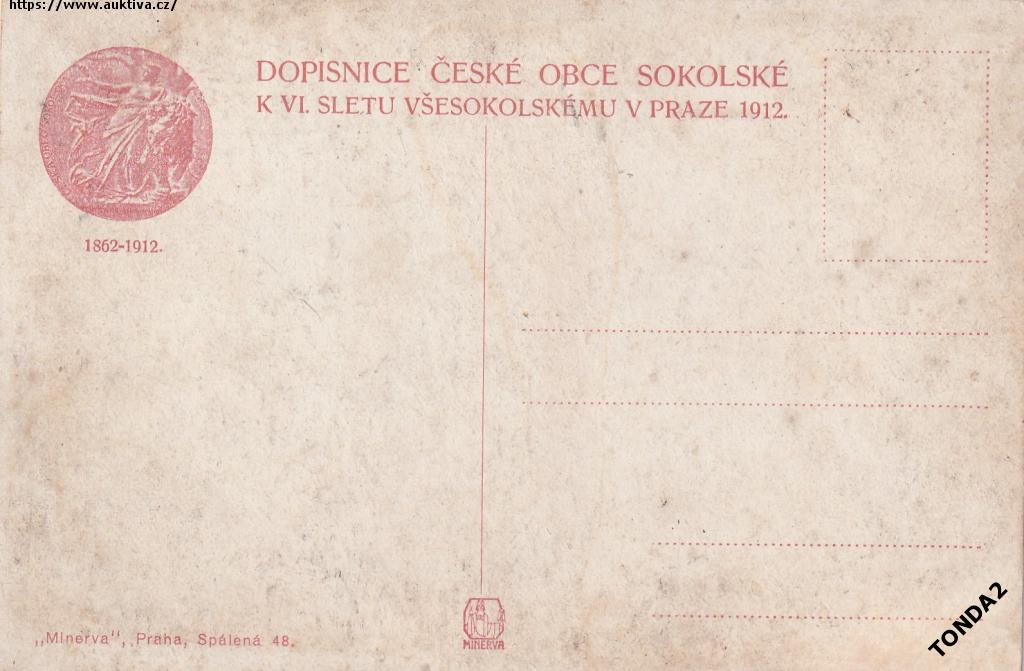 https://www.auktiva.cz/
DOPISNICE ČESKÉ OBCE SOKOLSKÉ
K VI. SLETU VŠESOKOLSKÉMU V PRAZE 1912.
1862-1912.
„Minerva“, Praha, Spálená 48.
MINERVA
TONDA2